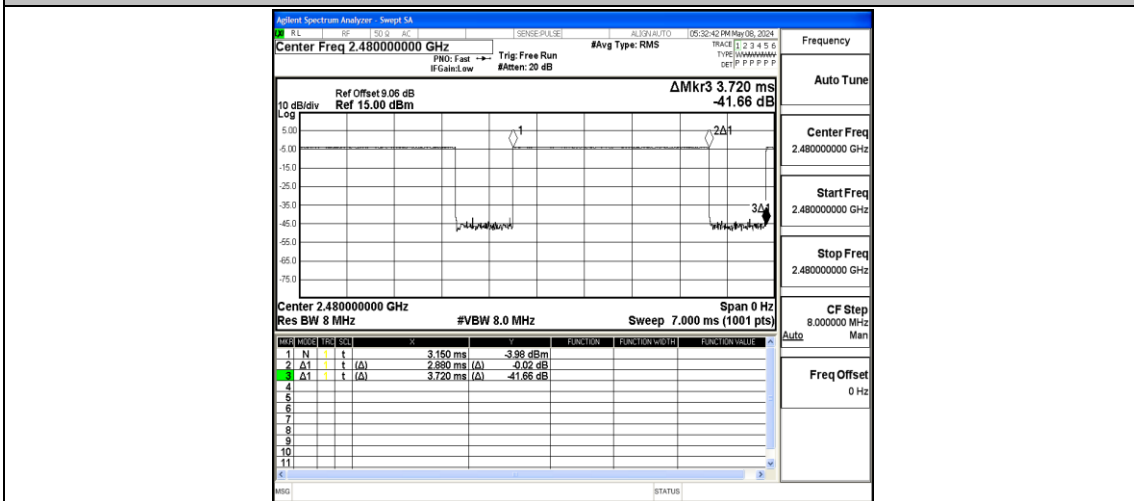 Agilent Spectrum Analyzer - Swept SA
RL RF 50 Ω AC SENSE:PULSE ALIGNAUTO 05:32:42 PM May 08, 2024
Center Freq 2.480000000 GHz
PNO: Fast
IFGain:Low
Trig: Free Run
#Atten: 20 dB
#Avg Type: RMS
TRACE 1 2 3 4 5 6
TYPE
DET P P P P P P
Frequency
ΔMkr3 3.720 ms
-41.66 dB
Ref Offset 9.06 dB
10 dB/div Ref 15.00 dBm
Log
5.00
-5.00
-15.0
-25.0
-35.0
-45.0
-55.0
-65.0
-75.0
1
2Δ1
3Δ1
Center 2.480000000 GHz Span 0 Hz
Res BW 8 MHz #VBW 8.0 MHz Sweep 7.000 ms (1001 pts)
MKR MODE TRC SCL X Y FUNCTION FUNCTION WIDTH FUNCTION VALUE
1 N 1 t 3.150 ms -3.98 dBm
2 Δ1 1 t (Δ) 2.880 ms (Δ) -0.02 dB
3 Δ1 1 t (Δ) 3.720 ms (Δ) -41.66 dB
4
5
6
7
8
9
10
11
MSG STATUS
Auto Tune
Center Freq
2.480000000 GHz
Start Freq
2.480000000 GHz
Stop Freq
2.480000000 GHz
CF Step
8.000000 MHz
Auto Man
Freq Offset
0 Hz